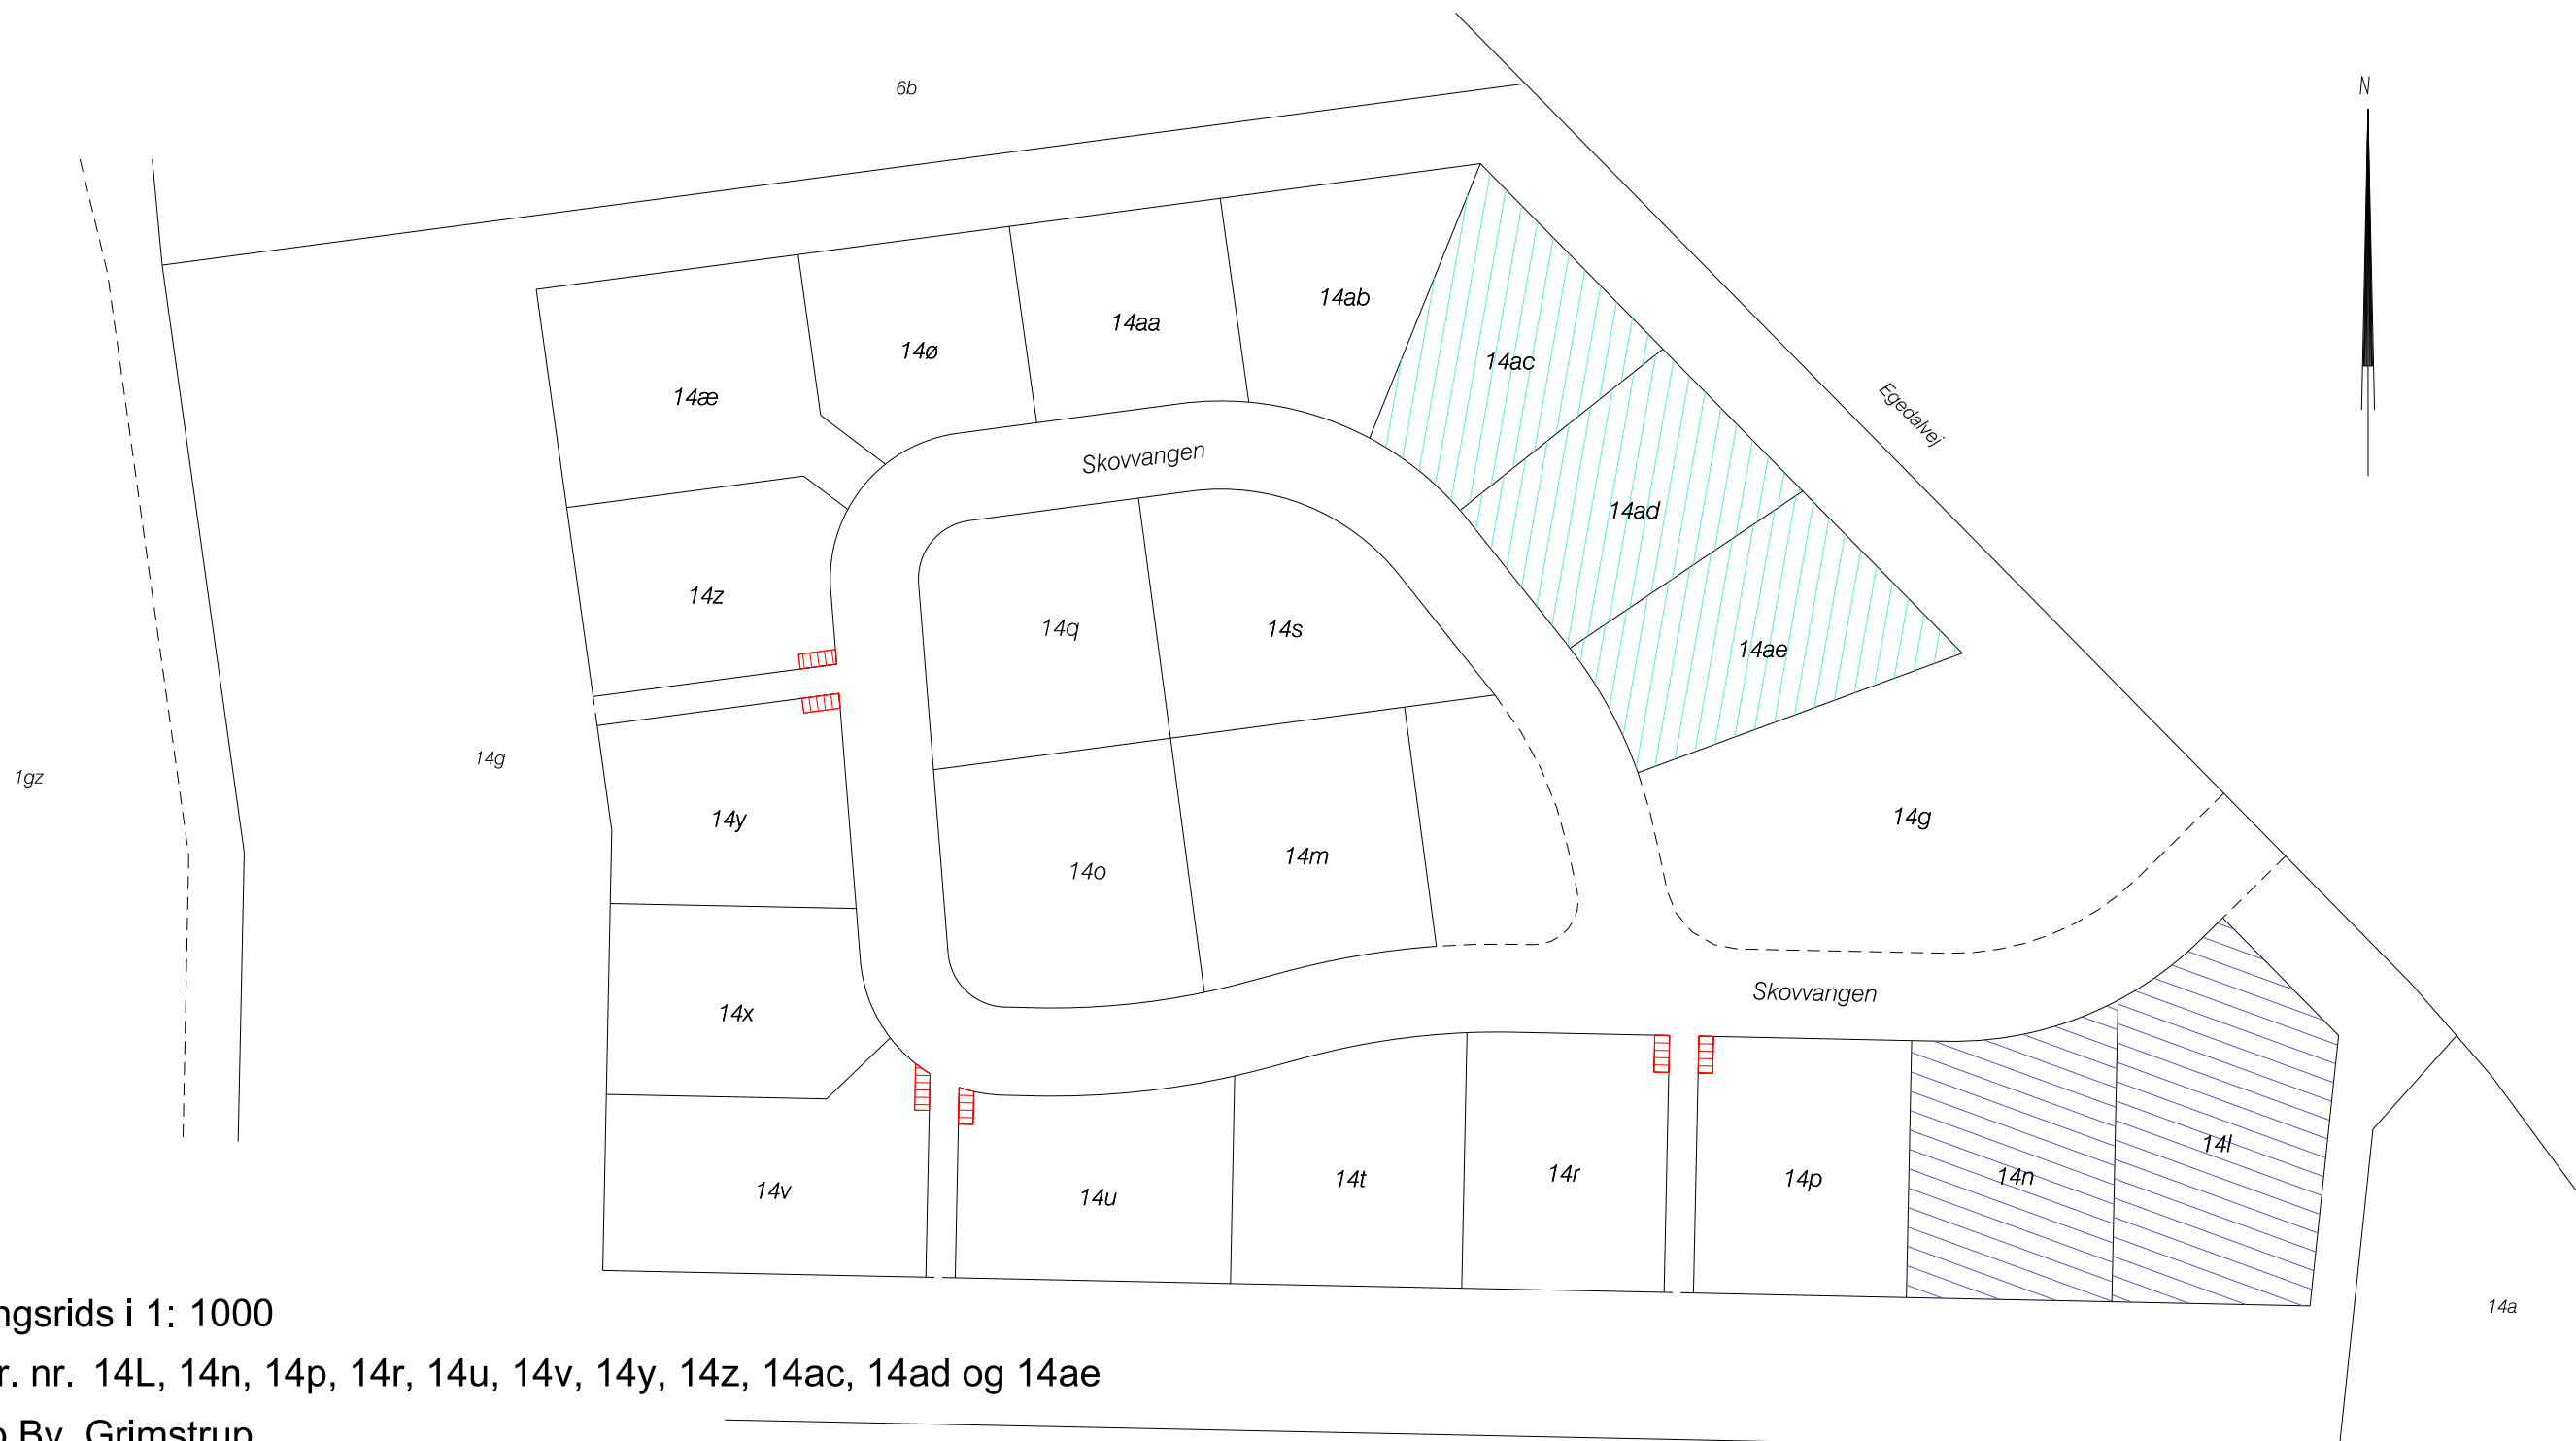 6b
N
14ab
14aa
14ø
14ac
14æ
Egedalvej
Skovvangen
14ad
14z
14q
14s
14ae
14g
1gz
14y
14g
14m
14o
Skovvangen
14x
14l
14v
14u
14t
14r
14p
14n
14a
ngsrids i 1: 1000
r. nr. 14L, 14n, 14p, 14r, 14u, 14v, 14y, 14z, 14ac, 14ad og 14ae
By, Grimstrup